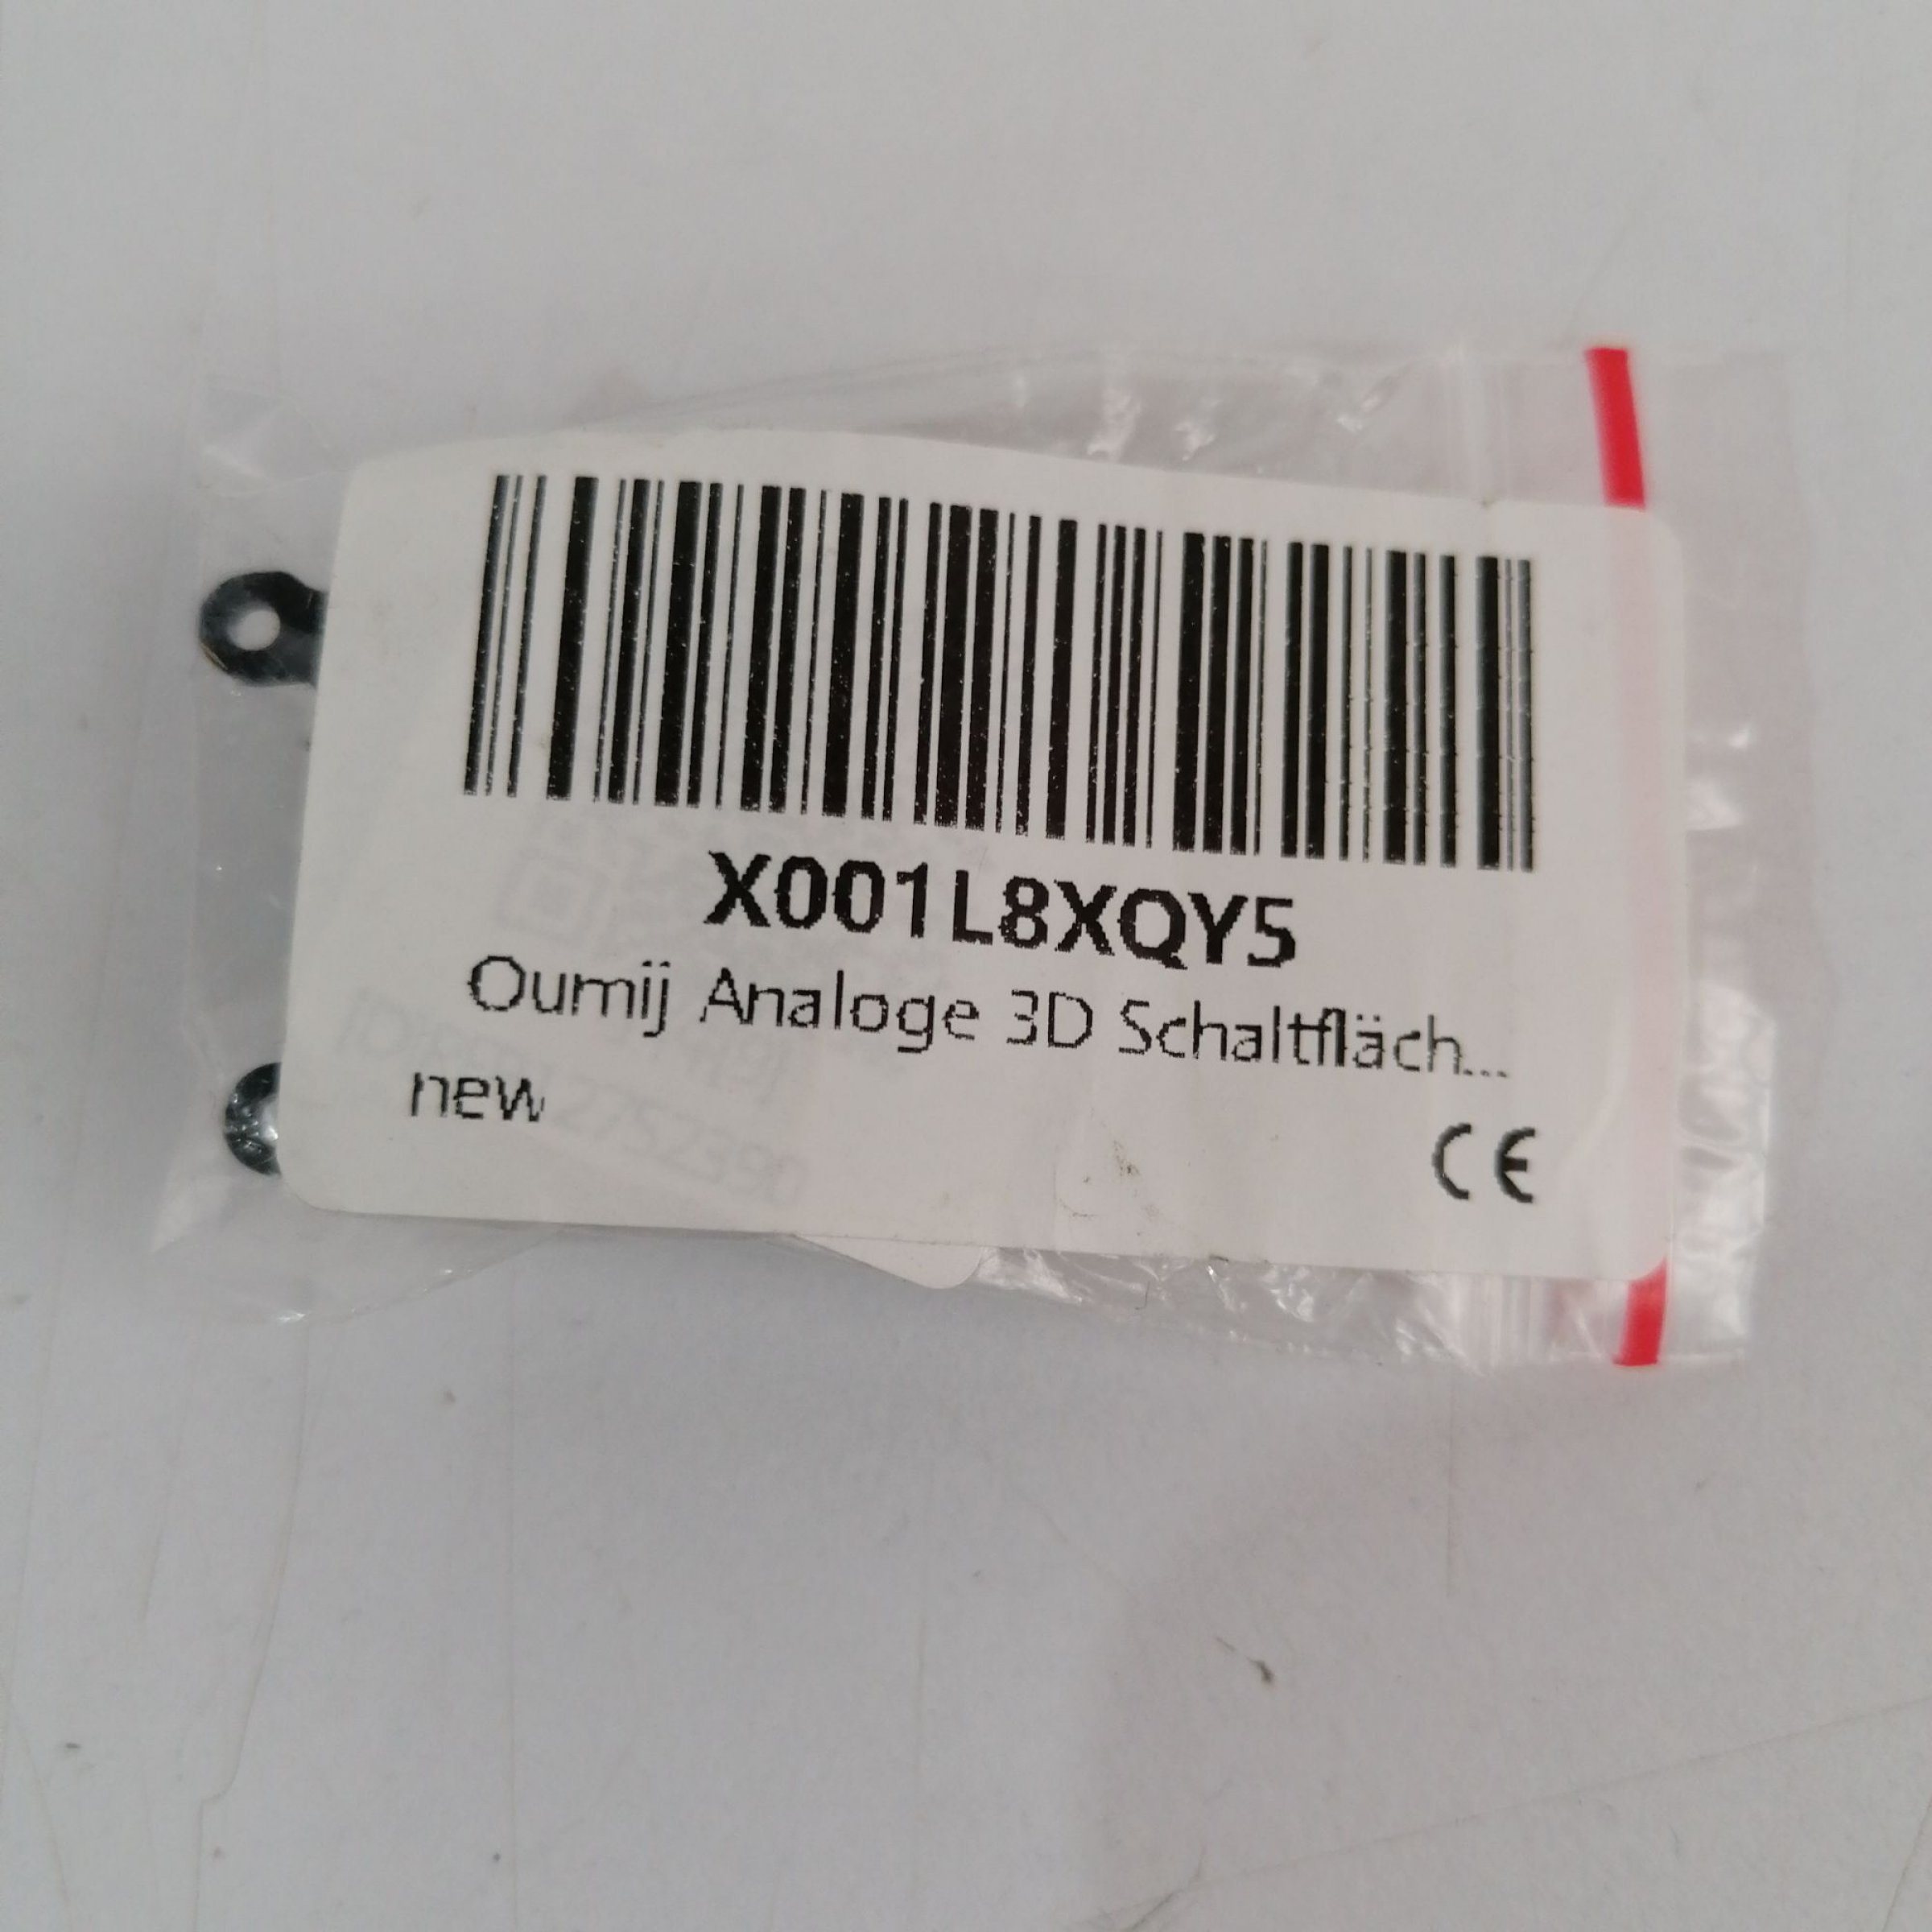 X001L8XQY5
Oumij Analoge 3D Schaltfläch...
new
CE